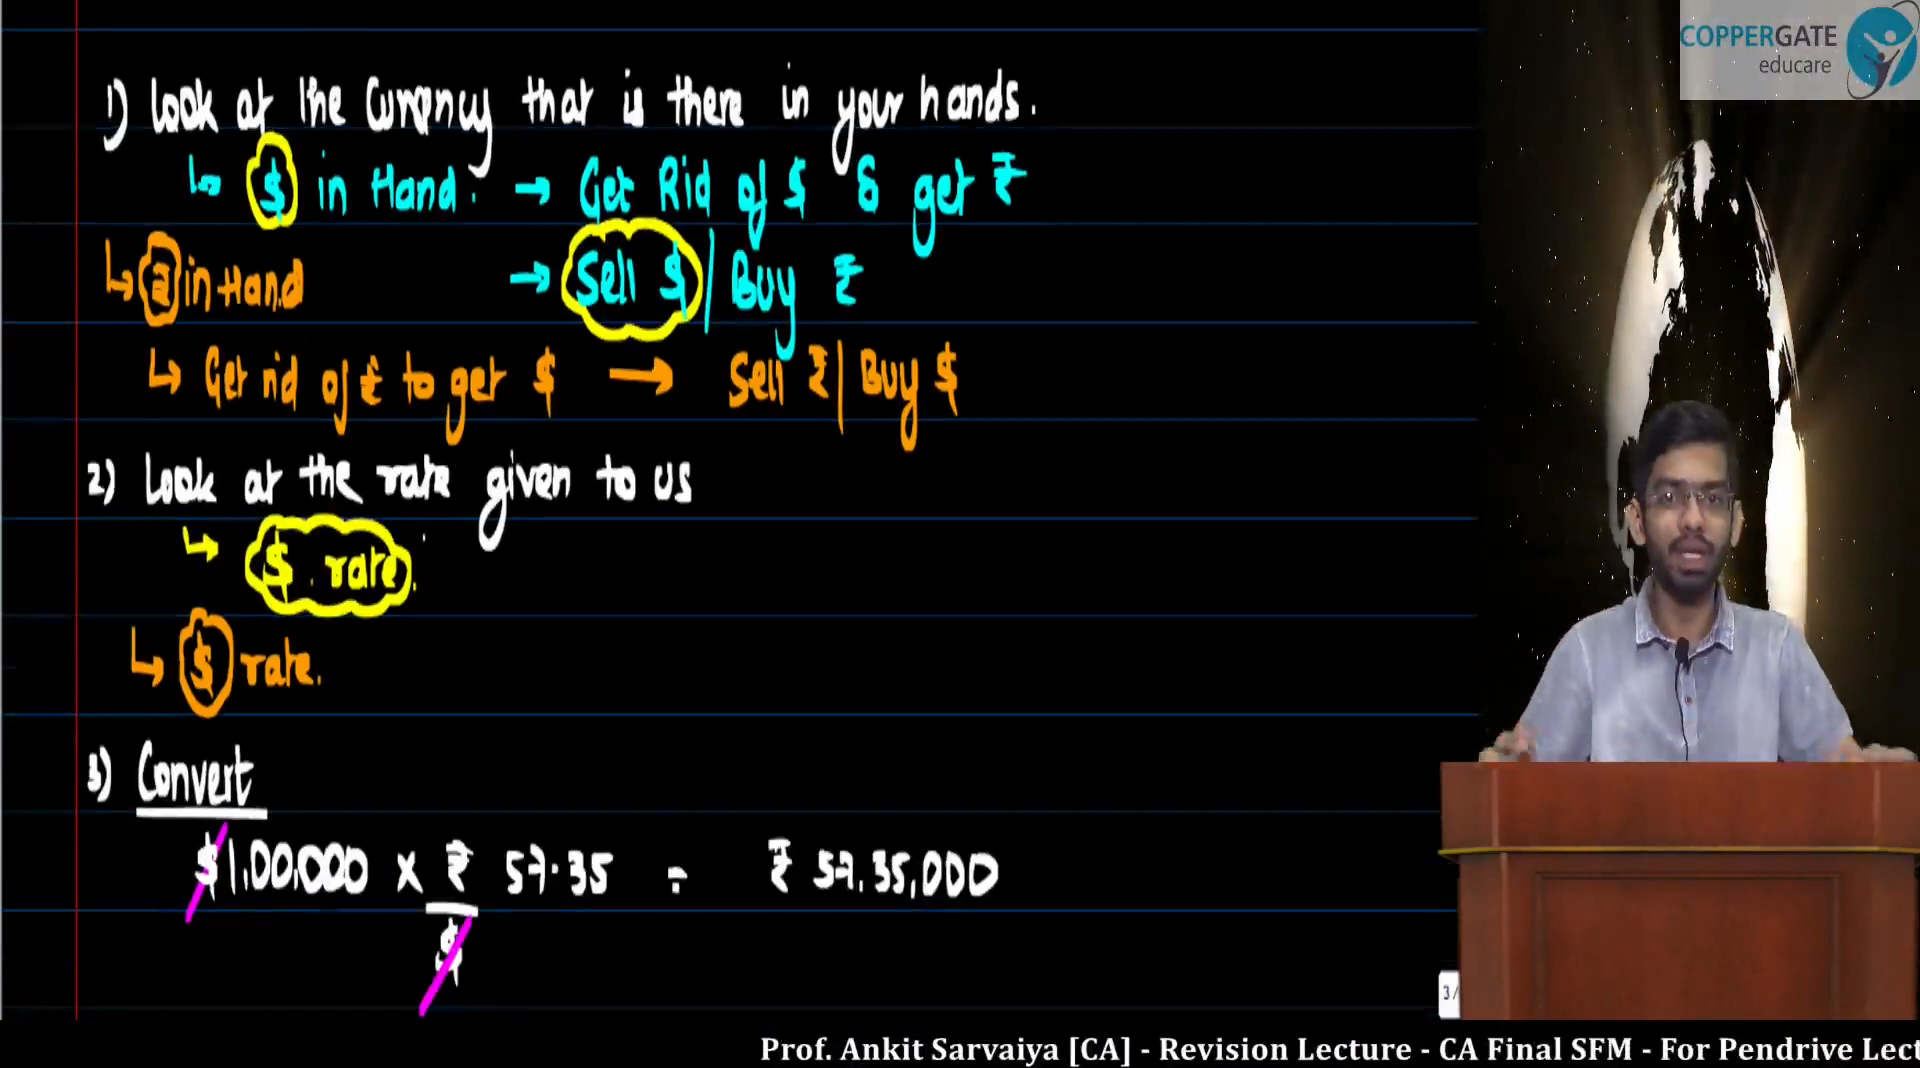 COPPERGATE
educare
1) Look at the Currency that is there in your hands.
↳ $ in Hand. → Get Rid of $ & get ₹
→ Sell $ / Buy ₹
↳ ₹ in Hand
↳ Get rid of ₹ to get $ → Sell ₹ / Buy $
2) Look at the rate given to us
↳ $ rate.
↳ $ rate.
3) Convert
$1,00,000 × ₹/$ 57.35 = ₹ 57,35,000
3/
Prof. Ankit Sarvaiya [CA] - Revision Lecture - CA Final SFM - For Pendrive Lect